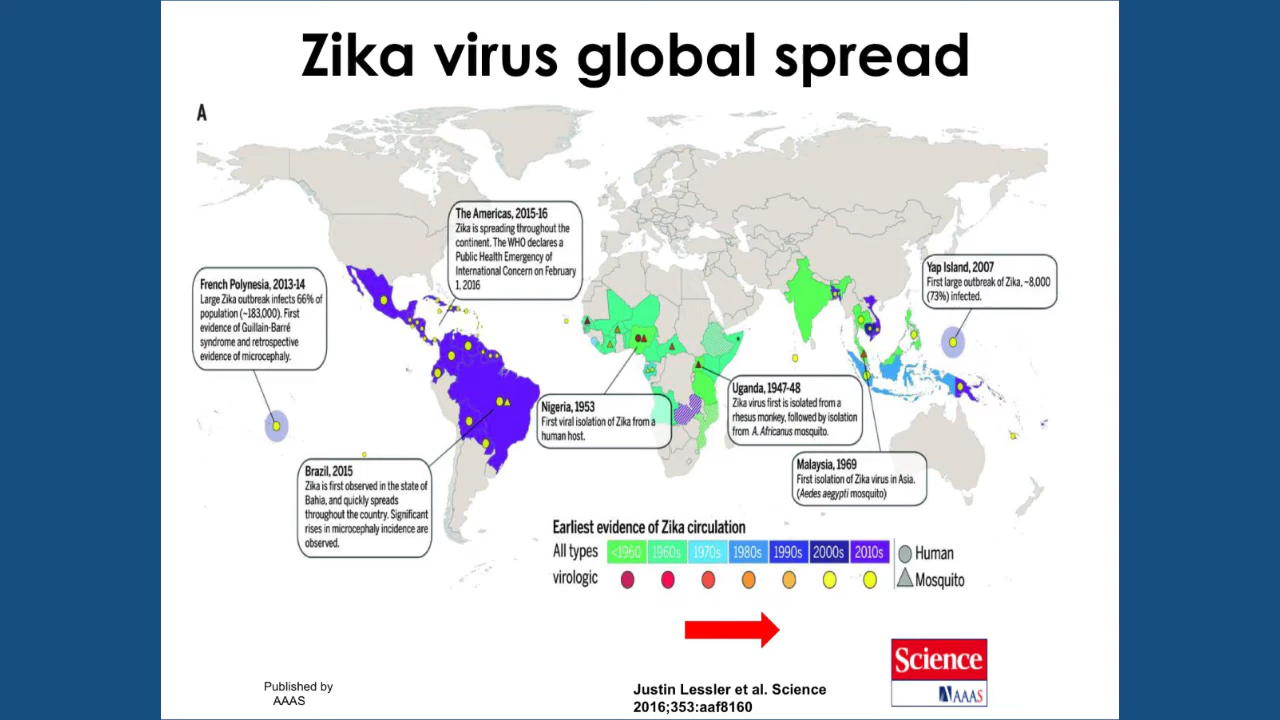 Zika virus global spread
A
The Americas, 2015-16
Zika is spreading throughout the
continent. The WHO declares a
Public Health Emergency of
International Concern on February
1, 2016
French Polynesia, 2013-14
Large Zika outbreak infects 66% of
population (~183,000). First
evidence of Guillain-Barré
syndrome and retrospective
evidence of microcephaly.
Yap Island, 2007
First large outbreak of Zika, ~8,000
(73%) infected.
Nigeria, 1953
First viral isolation of Zika from a
human host.
Uganda, 1947-48
Zika virus first is isolated from a
rhesus monkey, followed by isolation
from A. Africanus mosquito.
Brazil, 2015
Zika is first observed in the state of
Bahia, and quickly spreads
throughout the country. Significant
rises in microcephaly incidence are
observed.
Malaysia, 1969
First isolation of Zika virus in Asia.
(Aedes aegypti mosquito)
Earliest evidence of Zika circulation
All types <1960 1960s 1970s 1980s 1990s 2000s 2010s
virologic
Human
Mosquito
Published by
AAAS
Justin Lessler et al. Science
2016;353:aaf8160
Science
AAAS